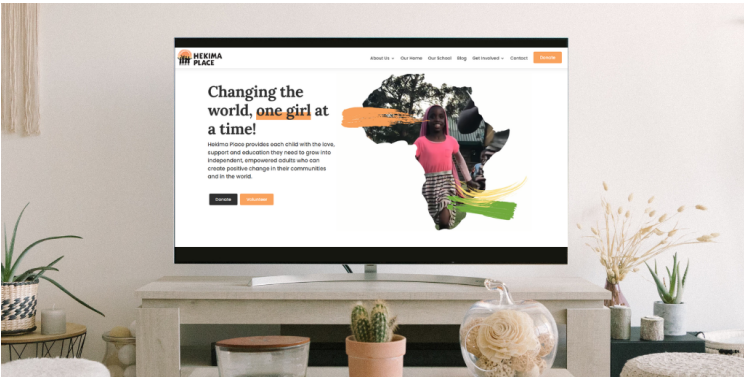 HEKIMA
PLACE
About Us
Our Home
Our School
Blog
Get Involved
Contact
Donate
Changing the
world, one girl at
a time!
Hekima Place provides each child with the love,
support and education they need to grow into
independent, empowered adults who can
create positive change in their communities
and in the world.
Donate
Volunteer